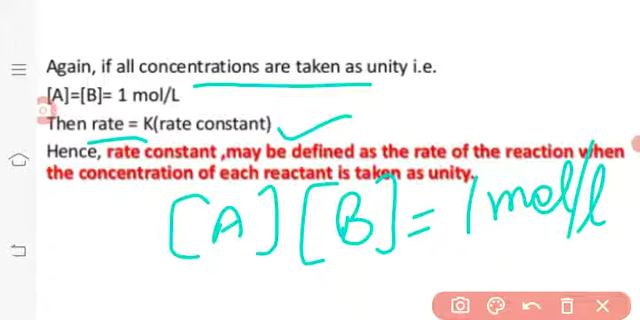 Again, if all concentrations are taken as unity i.e.
[A]=[B]= 1 mol/L
Then rate = K(rate constant)
Hence, rate constant ,may be defined as the rate of the reaction when
the concentration of each reactant is taken as unity.
[A] [B] = 1 mol/l